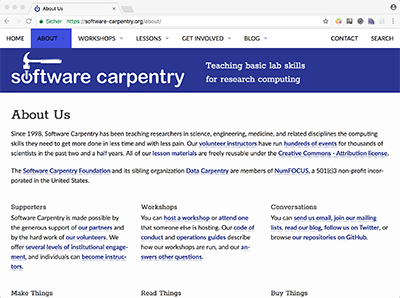 About Us
Sicher https://software-carpentry.org/about/
HOME ABOUT WORKSHOPS LESSONS GET INVOLVED BLOG CONTACT SEARCH
software carpentry
Teaching basic lab skills
for research computing
About Us
Since 1998, Software Carpentry has been teaching researchers in science, engineering, medicine, and related disciplines the computing
skills they need to get more done in less time and with less pain. Our volunteer instructors have run hundreds of events for thousands
of scientists in the past two and a half years. All of our lesson materials are freely reusable under the Creative Commons - Attribution license.
The Software Carpentry Foundation and its sibling organization Data Carpentry are members of NumFOCUS, a 501(c)3 non-profit incor-
porated in the United States.
Supporters
Software Carpentry is made possible by
the generous support of our partners and
by the hard work of our volunteers. We
offer several levels of institutional engage-
ment, and individuals can become instruc-
tors.
Workshops
You can host a workshop or attend one
that someone else is hosting. Our code of
conduct and operations guides describe
how our workshops are run, and our an-
swers other questions.
Conversations
You can send us email, join our mailing
lists, read our blog, follow us on Twitter, or
browse our repositories on GitHub.
Make Things
Read Things
Buy Things